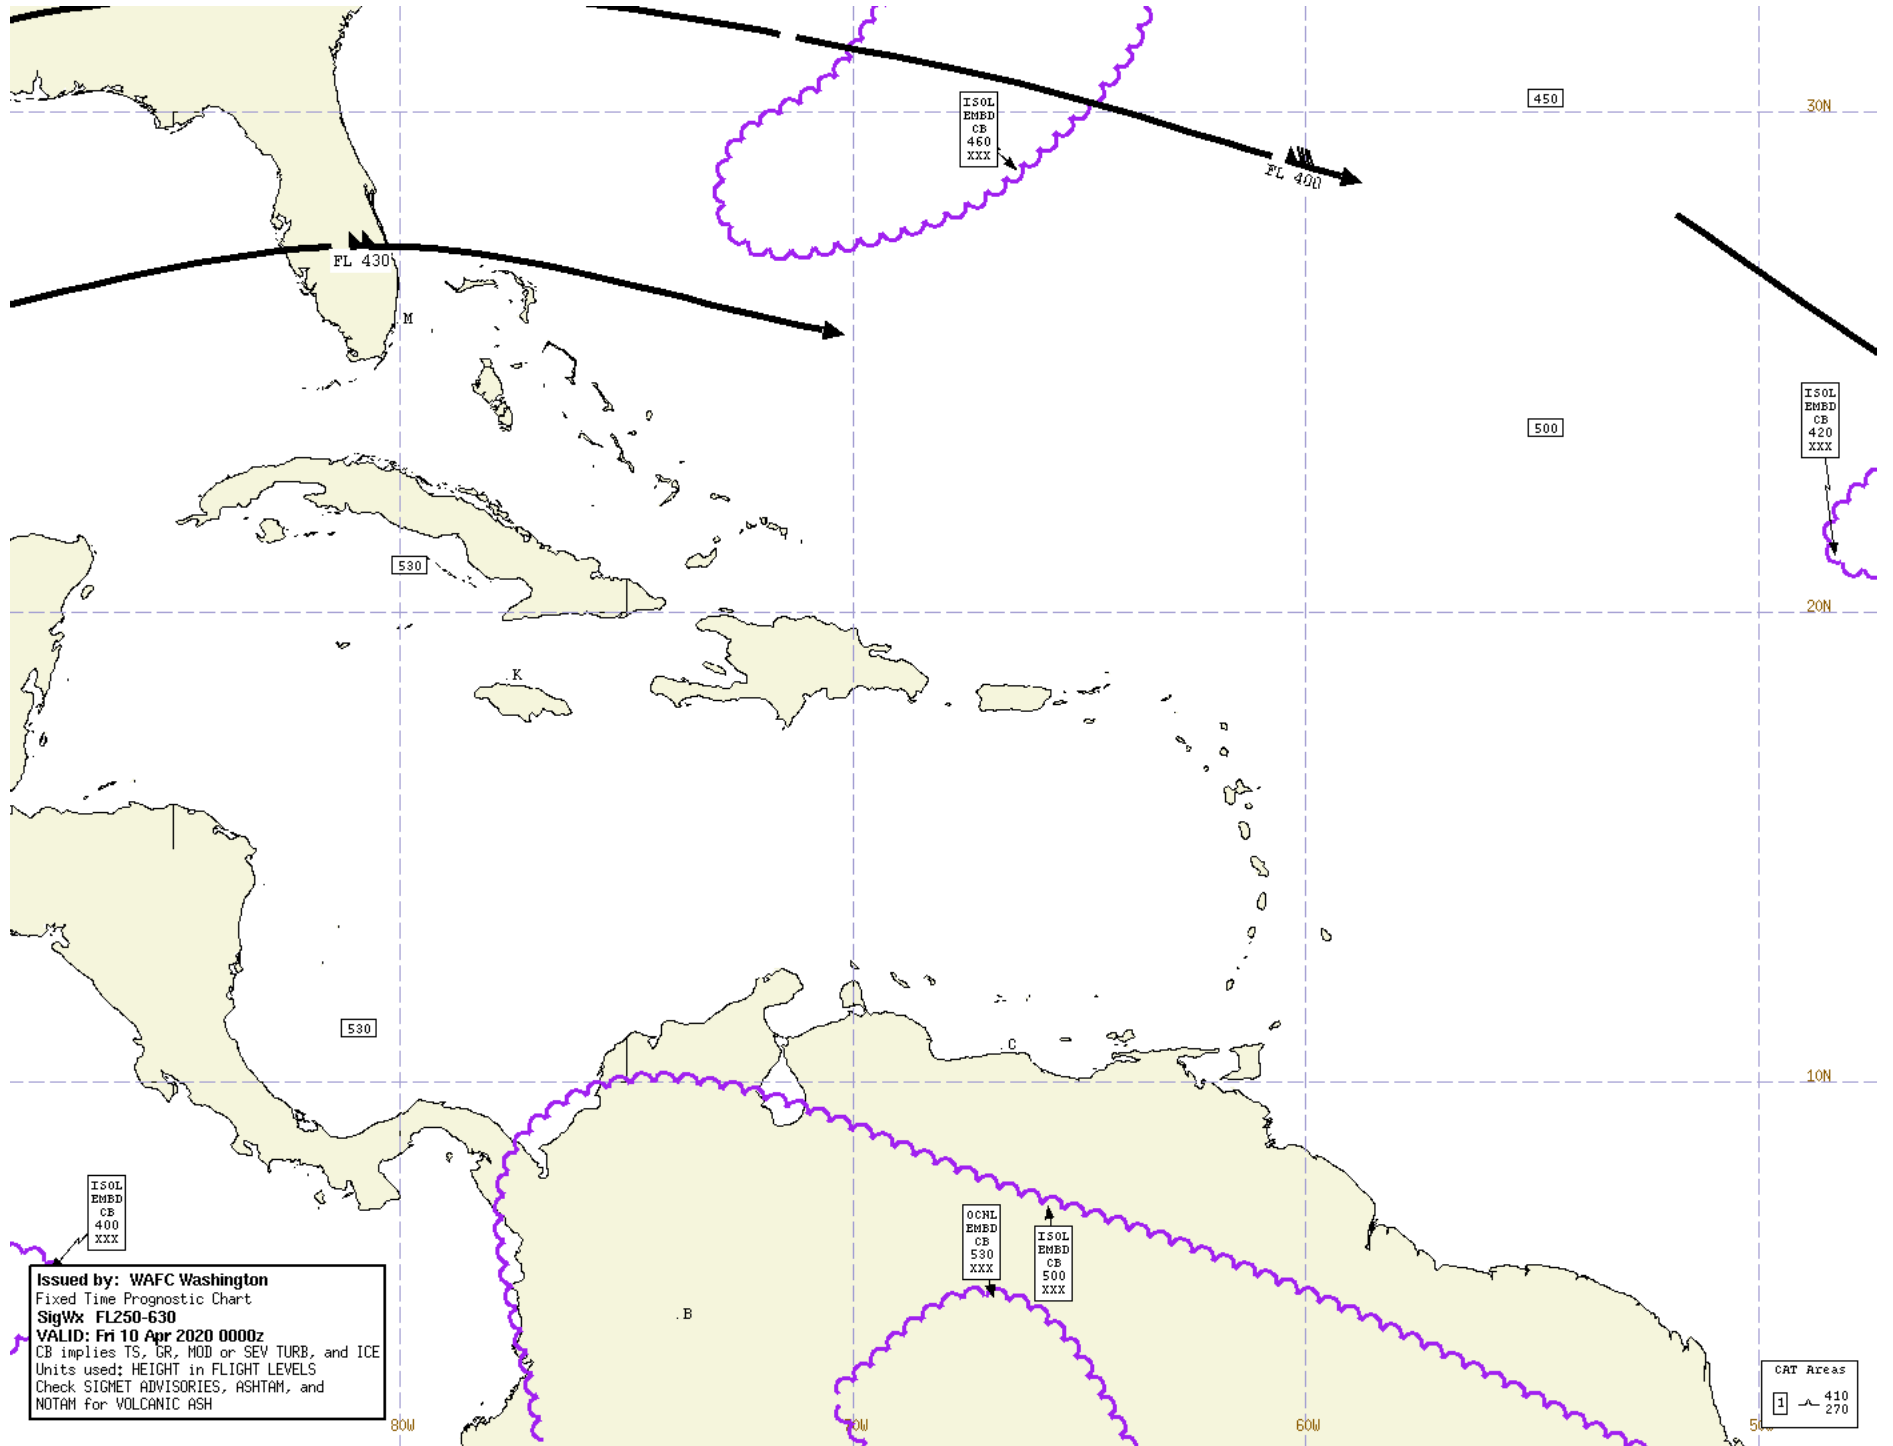 ISOL
EMBD
CB
460
XXX
450
30N
FL 400
FL 430
M
ISOL
EMBD
CB
420
XXX
500
530
20N
K
530
C
10N
ISOL
EMBD
CB
400
XXX
OCNL
EMBD
CB
530
XXX
ISOL
EMBD
CB
500
XXX
.B
Issued by: WAFC Washington
Fixed Time Prognostic Chart
SigWx FL250-630
VALID: Fri 10 Apr 2020 0000z
CB implies TS, GR, MOD or SEV TURB, and ICE
Units used: HEIGHT in FLIGHT LEVELS
Check SIGMET ADVISORIES, ASHTAM, and
NOTAM for VOLCANIC ASH
CAT Areas
1 410
270
80W
60W